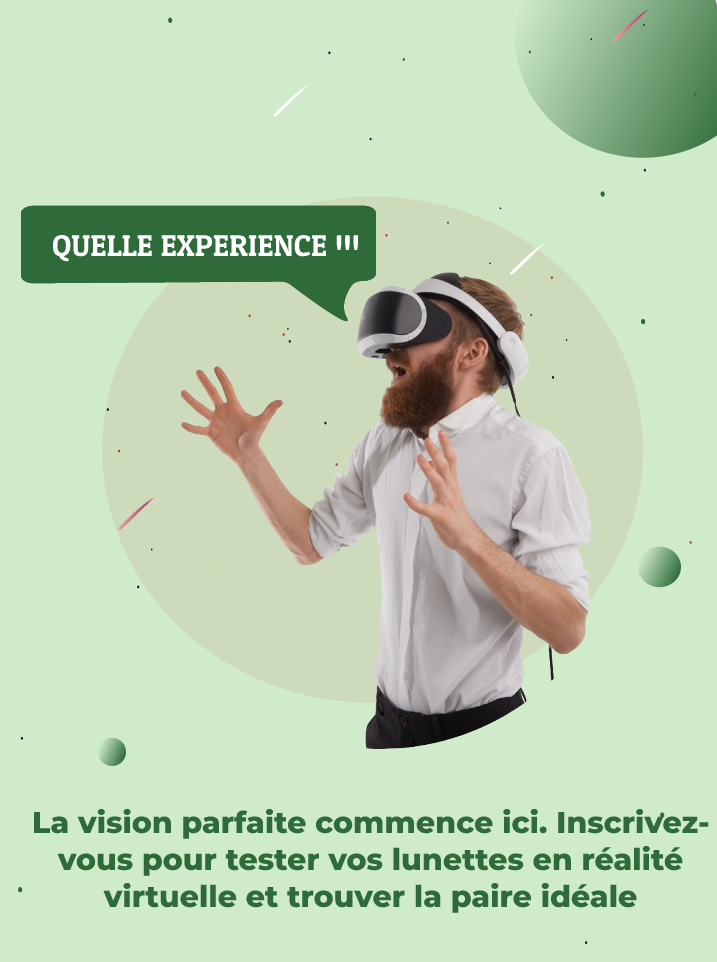 QUELLE EXPERIENCE !!!
La vision parfaite commence ici. Inscrivez-
vous pour tester vos lunettes en réalité
virtuelle et trouver la paire idéale